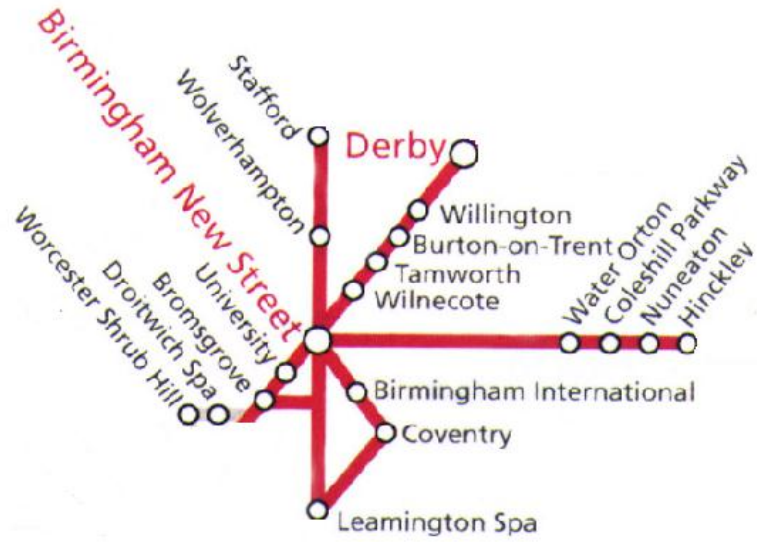 Birmingham New Street
Stafford
Wolverhampton
Derby
Willington
Burton-on-Trent
Tamworth
Wilnecote
Water Orton
Coleshill Parkway
Nuneaton
Hinckley
Worcester Shrub Hill
Droitwich Spa
Bromsgrove
University
Birmingham International
Coventry
Leamington Spa